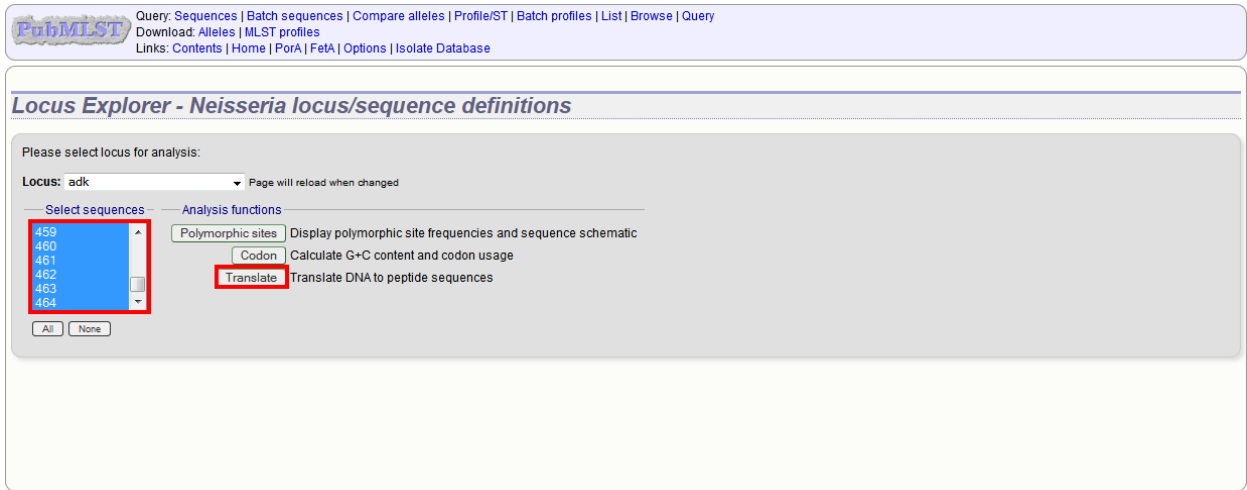 PubMLST
Query: Sequences | Batch sequences | Compare alleles | Profile/ST | Batch profiles | List | Browse | Query
Download: Alleles | MLST profiles
Links: Contents | Home | PorA | FetA | Options | Isolate Database
Locus Explorer - Neisseria locus/sequence definitions
Please select locus for analysis:
Locus: adk Page will reload when changed
Select sequences Analysis functions
459
460
461
462
463
464
Polymorphic sites Display polymorphic site frequencies and sequence schematic
Codon Calculate G+C content and codon usage
Translate Translate DNA to peptide sequences
All None